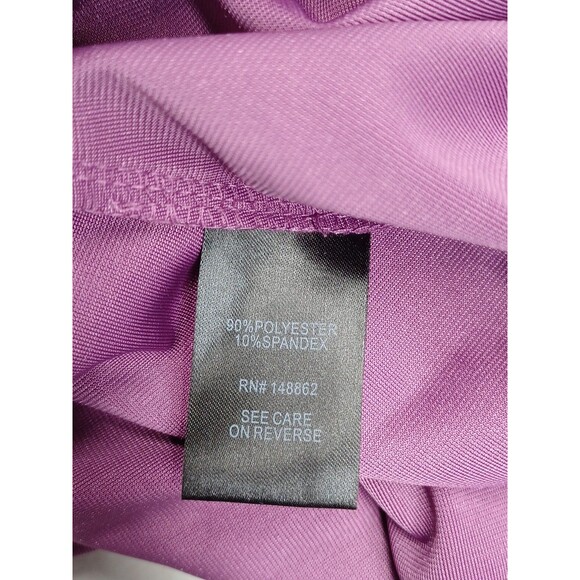 90%POLYESTER
10%SPANDEX
RN# 148862
SEE CARE
ON REVERSE